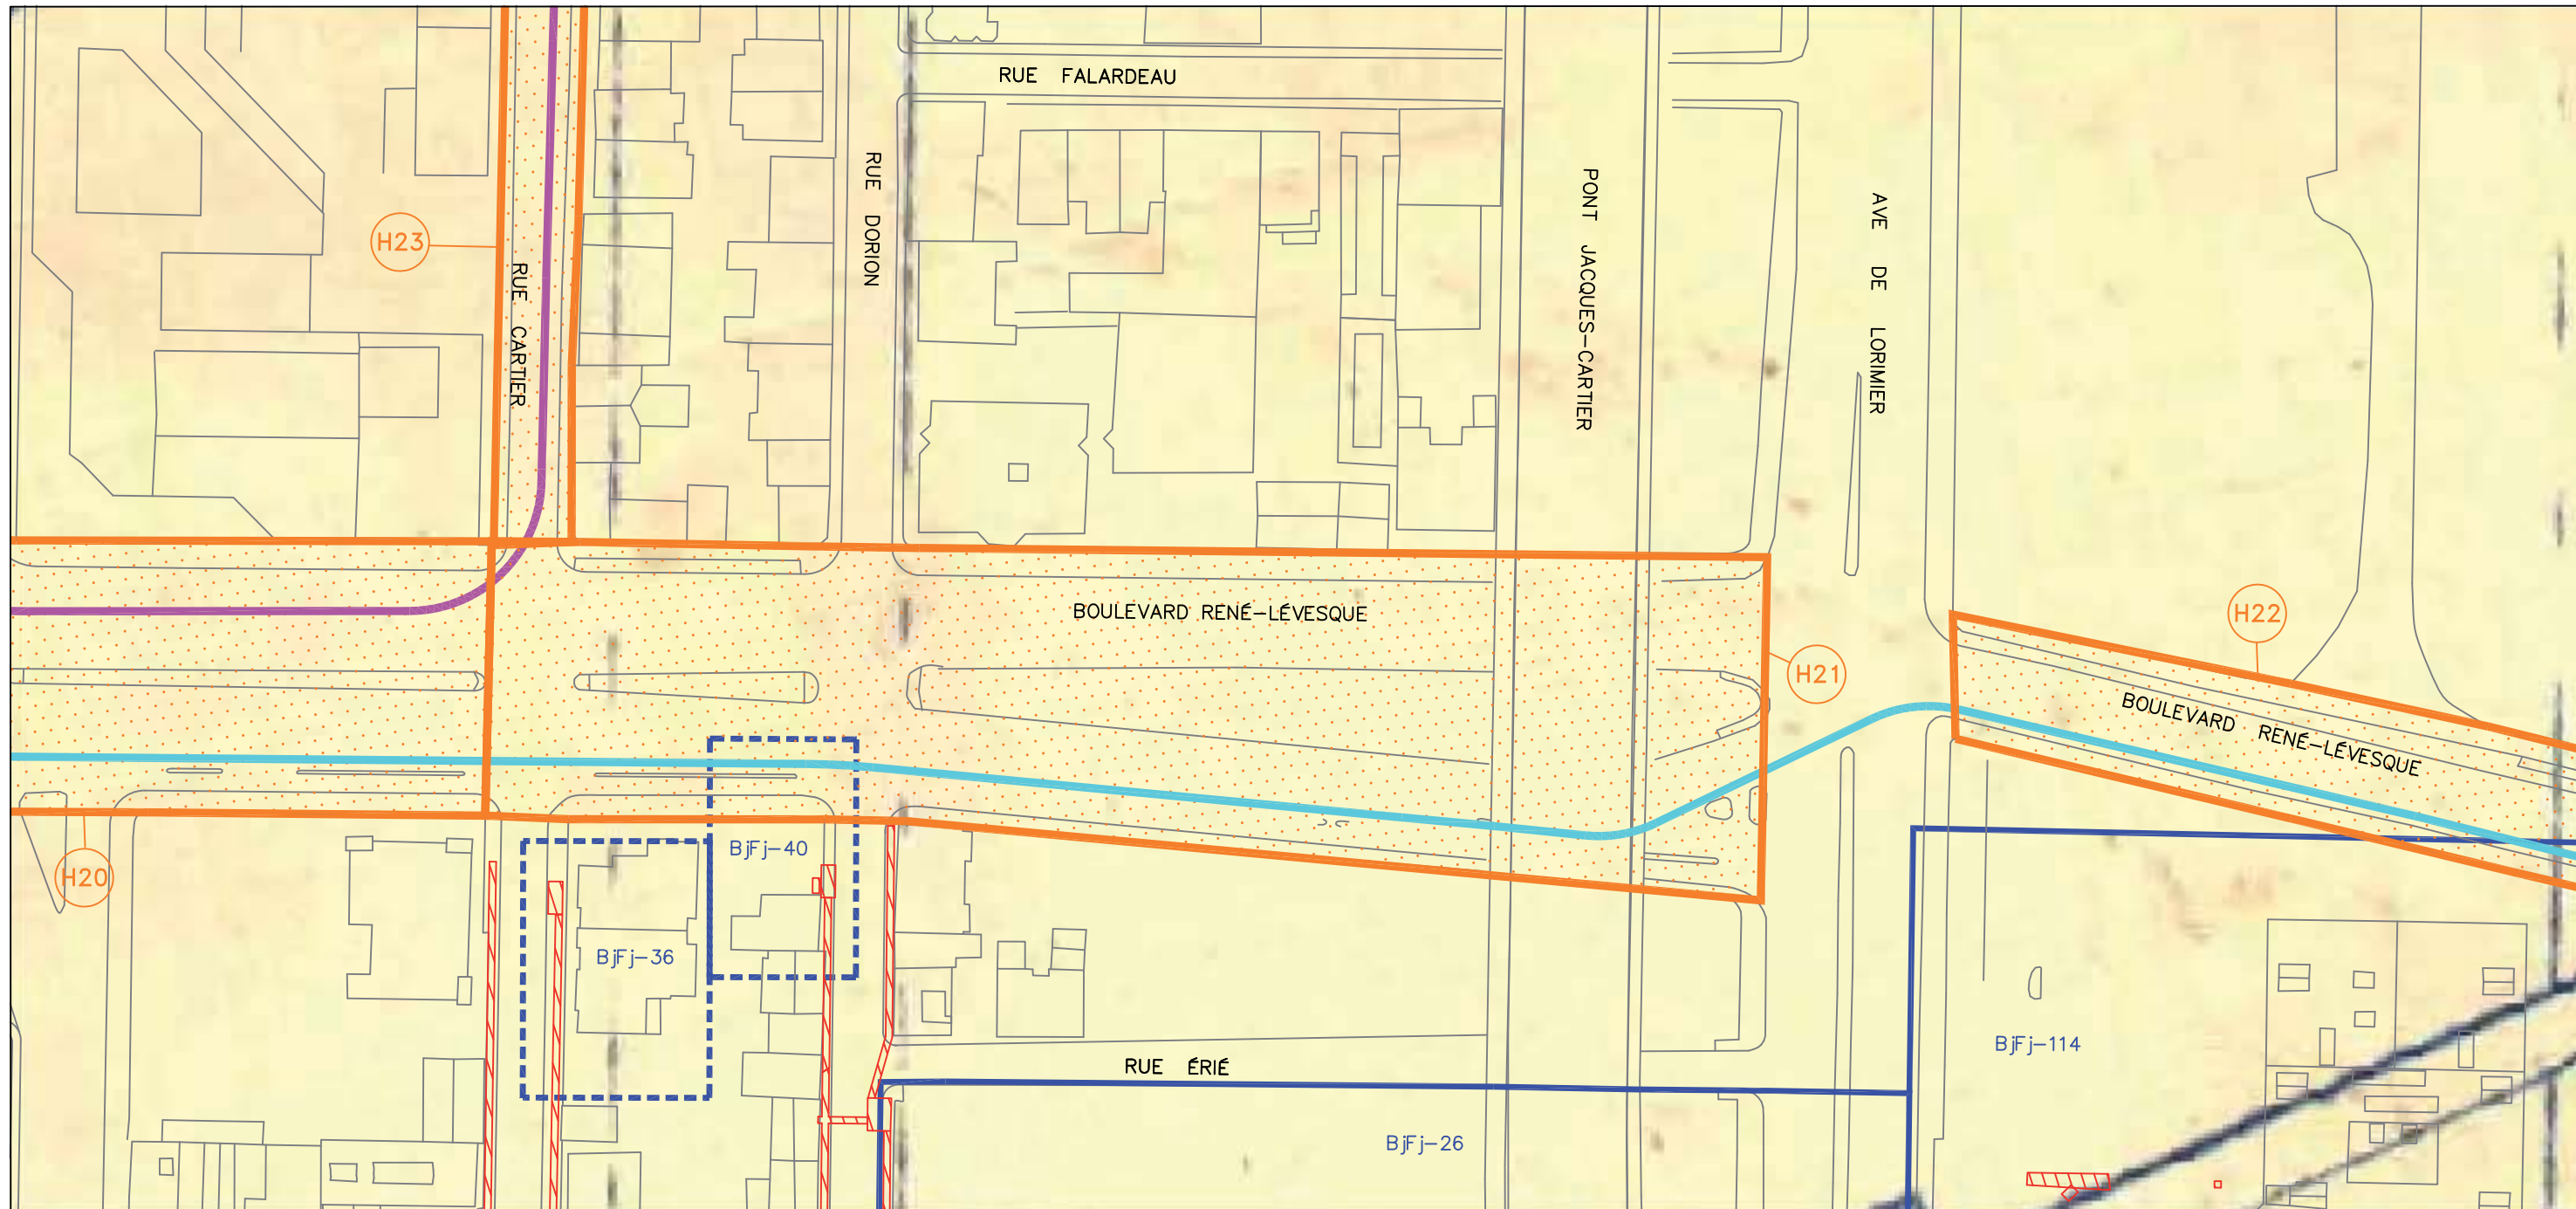 RUE FALARDEAU
RUE DORION
PONT JACQUES-CARTIER
AVE DE LORIMIER
H23
RUE CARTIER
BOULEVARD RENÉ-LÉVESQUE
H22
H21
BOULEVARD RENÉ-LÉVESQUE
BjFj-40
H20
BjFj-36
BjFj-114
RUE ÉRIÉ
BjFj-26